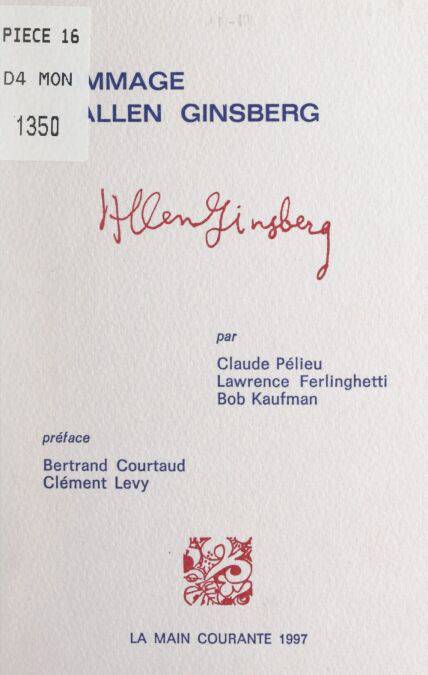 PIECE 16
D4 MON
1350
MMAGE
ALLEN GINSBERG
Allen Ginsberg
par
Claude Pélieu
Lawrence Ferlinghetti
Bob Kaufman
préface
Bertrand Courtaud
Clément Levy
LA MAIN COURANTE 1997